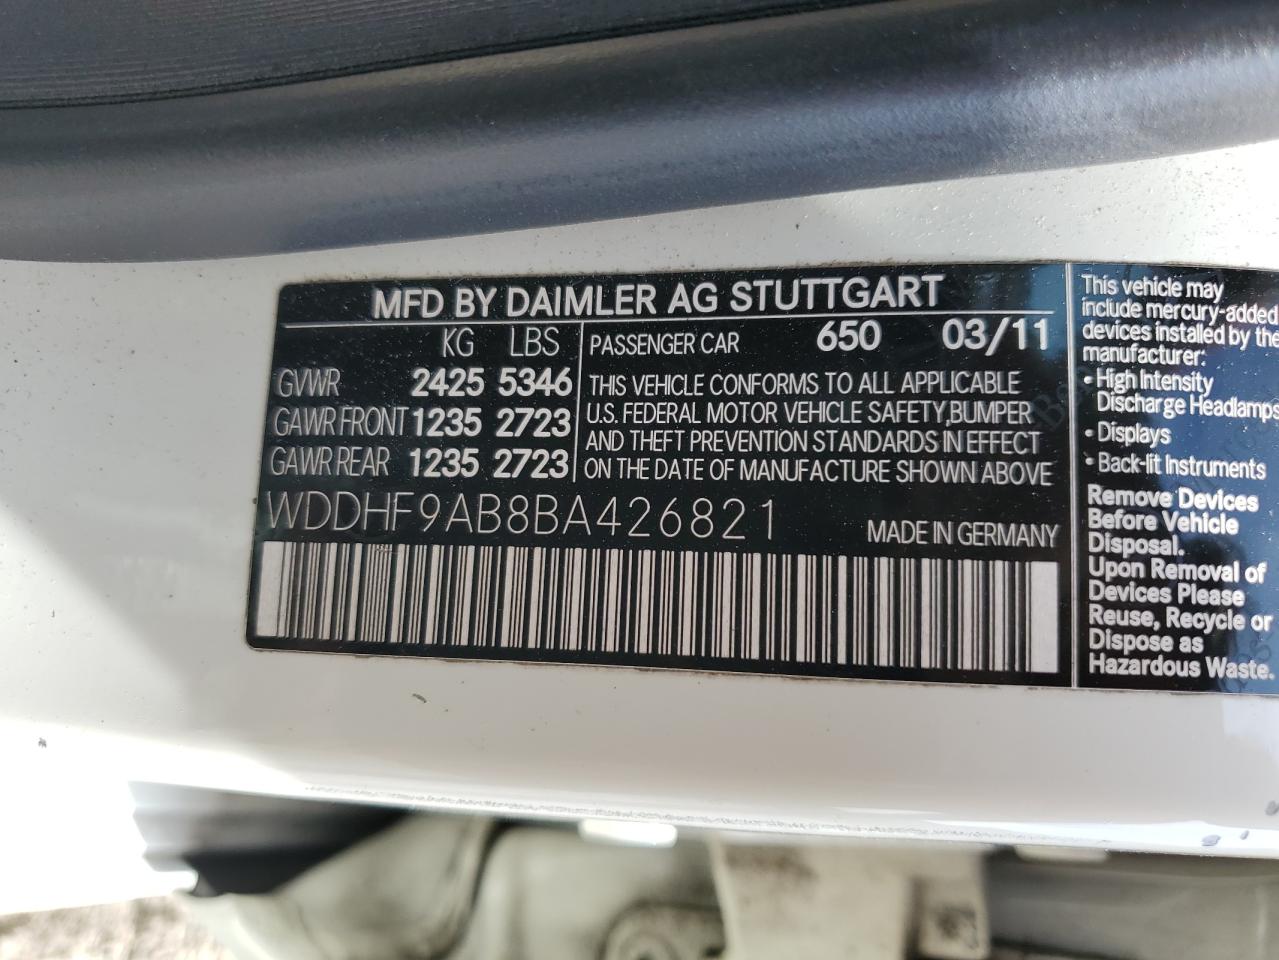 MFD BY DAIMLER AG STUTTGART
KG LBS
GVWR 2425 5346
GAWR FRONT 1235 2723
GAWR REAR 1235 2723
PASSENGER CAR 650 03/11
THIS VEHICLE CONFORMS TO ALL APPLICABLE
U.S. FEDERAL MOTOR VEHICLE SAFETY,BUMPER
AND THEFT PREVENTION STANDARDS IN EFFECT
ON THE DATE OF MANUFACTURE SHOWN ABOVE
WDDHF9AB8BA426821
MADE IN GERMANY
This vehicle may
include mercury-added
devices installed by the
manufacturer:
• High Intensity
Discharge Headlamps
• Displays
• Back-lit Instruments
Remove Devices
Before Vehicle
Disposal.
Upon Removal of
Devices Please
Reuse, Recycle or
Dispose as
Hazardous Waste.